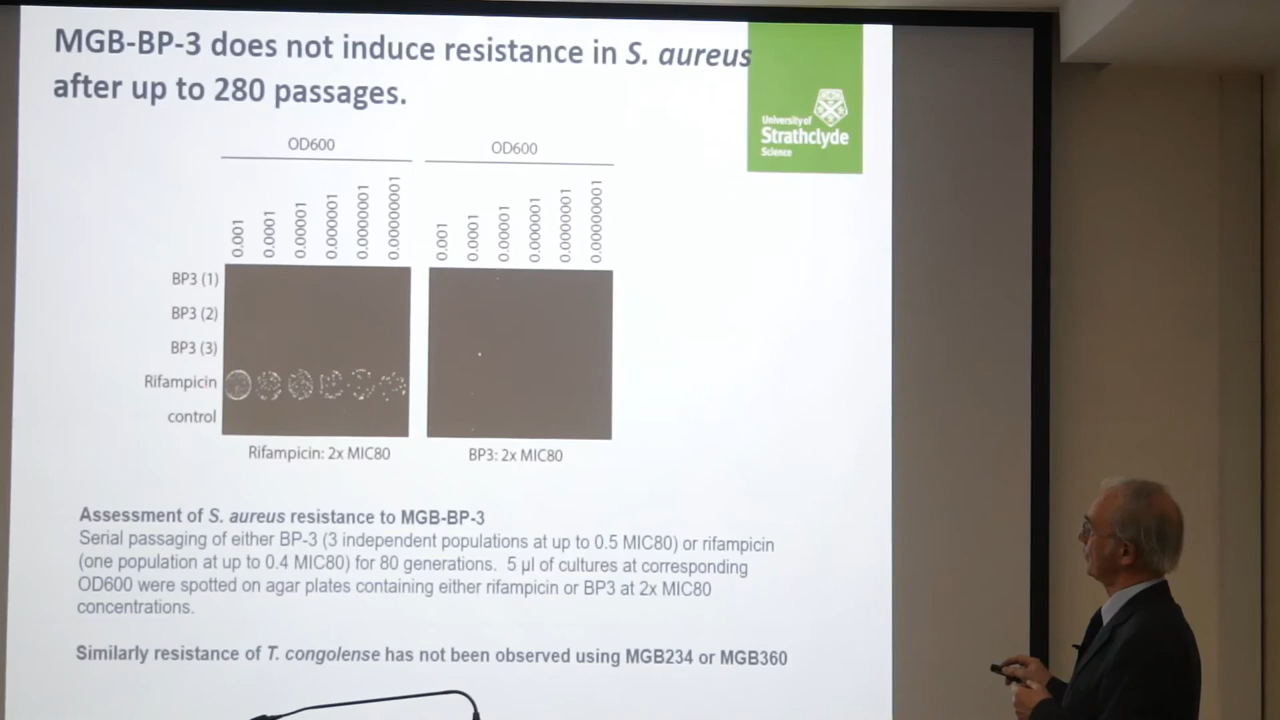 MGB-BP-3 does not induce resistance in S. aureus
after up to 280 passages.
University of
Strathclyde
Science
OD600
OD600
0.001
0.0001
0.00001
0.000001
0.0000001
0.00000001
0.001
0.0001
0.00001
0.000001
0.0000001
0.00000001
BP3 (1)
BP3 (2)
BP3 (3)
Rifampicin
control
Rifampicin: 2x MIC80
BP3: 2x MIC80
Assessment of S. aureus resistance to MGB-BP-3
Serial passaging of either BP-3 (3 independent populations at up to 0.5 MIC80) or rifampicin
(one population at up to 0.4 MIC80) for 80 generations. 5 µl of cultures at corresponding
OD600 were spotted on agar plates containing either rifampicin or BP3 at 2x MIC80
concentrations.
Similarly resistance of T. congolense has not been observed using MGB234 or MGB360